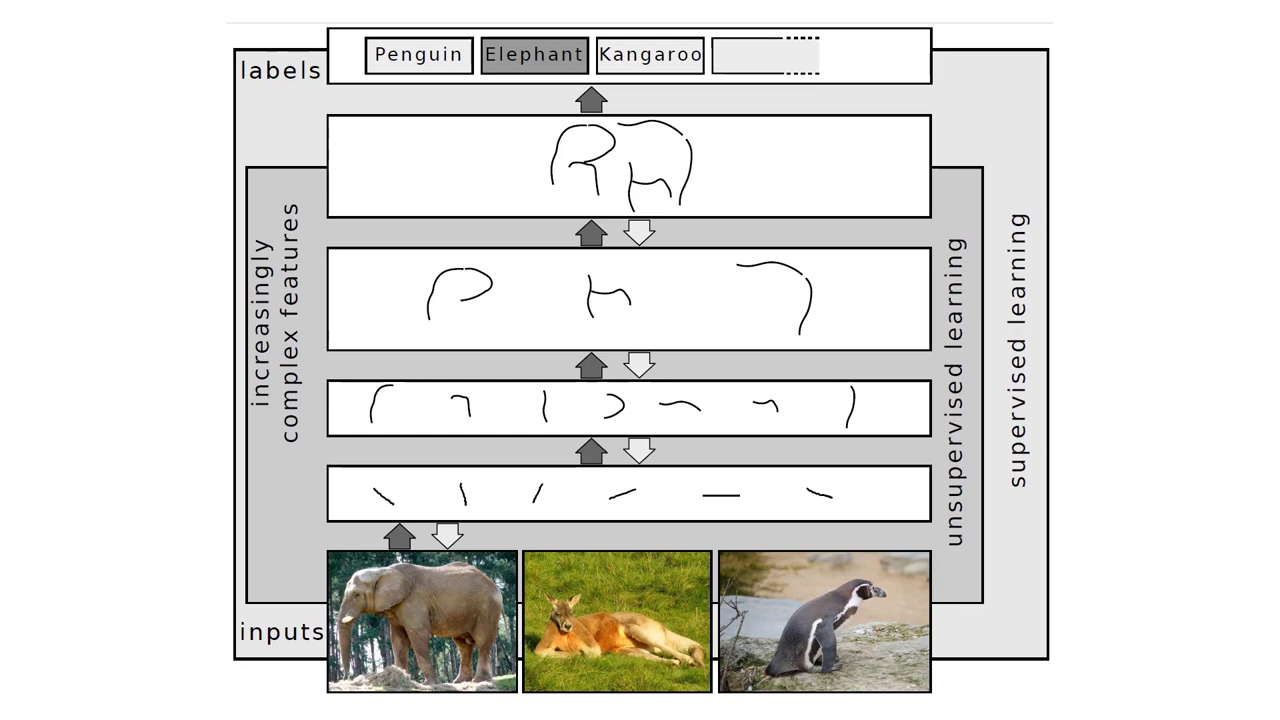 labels
Penguin Elephant Kangaroo
increasingly
complex features
unsupervised learning
supervised learning
inputs